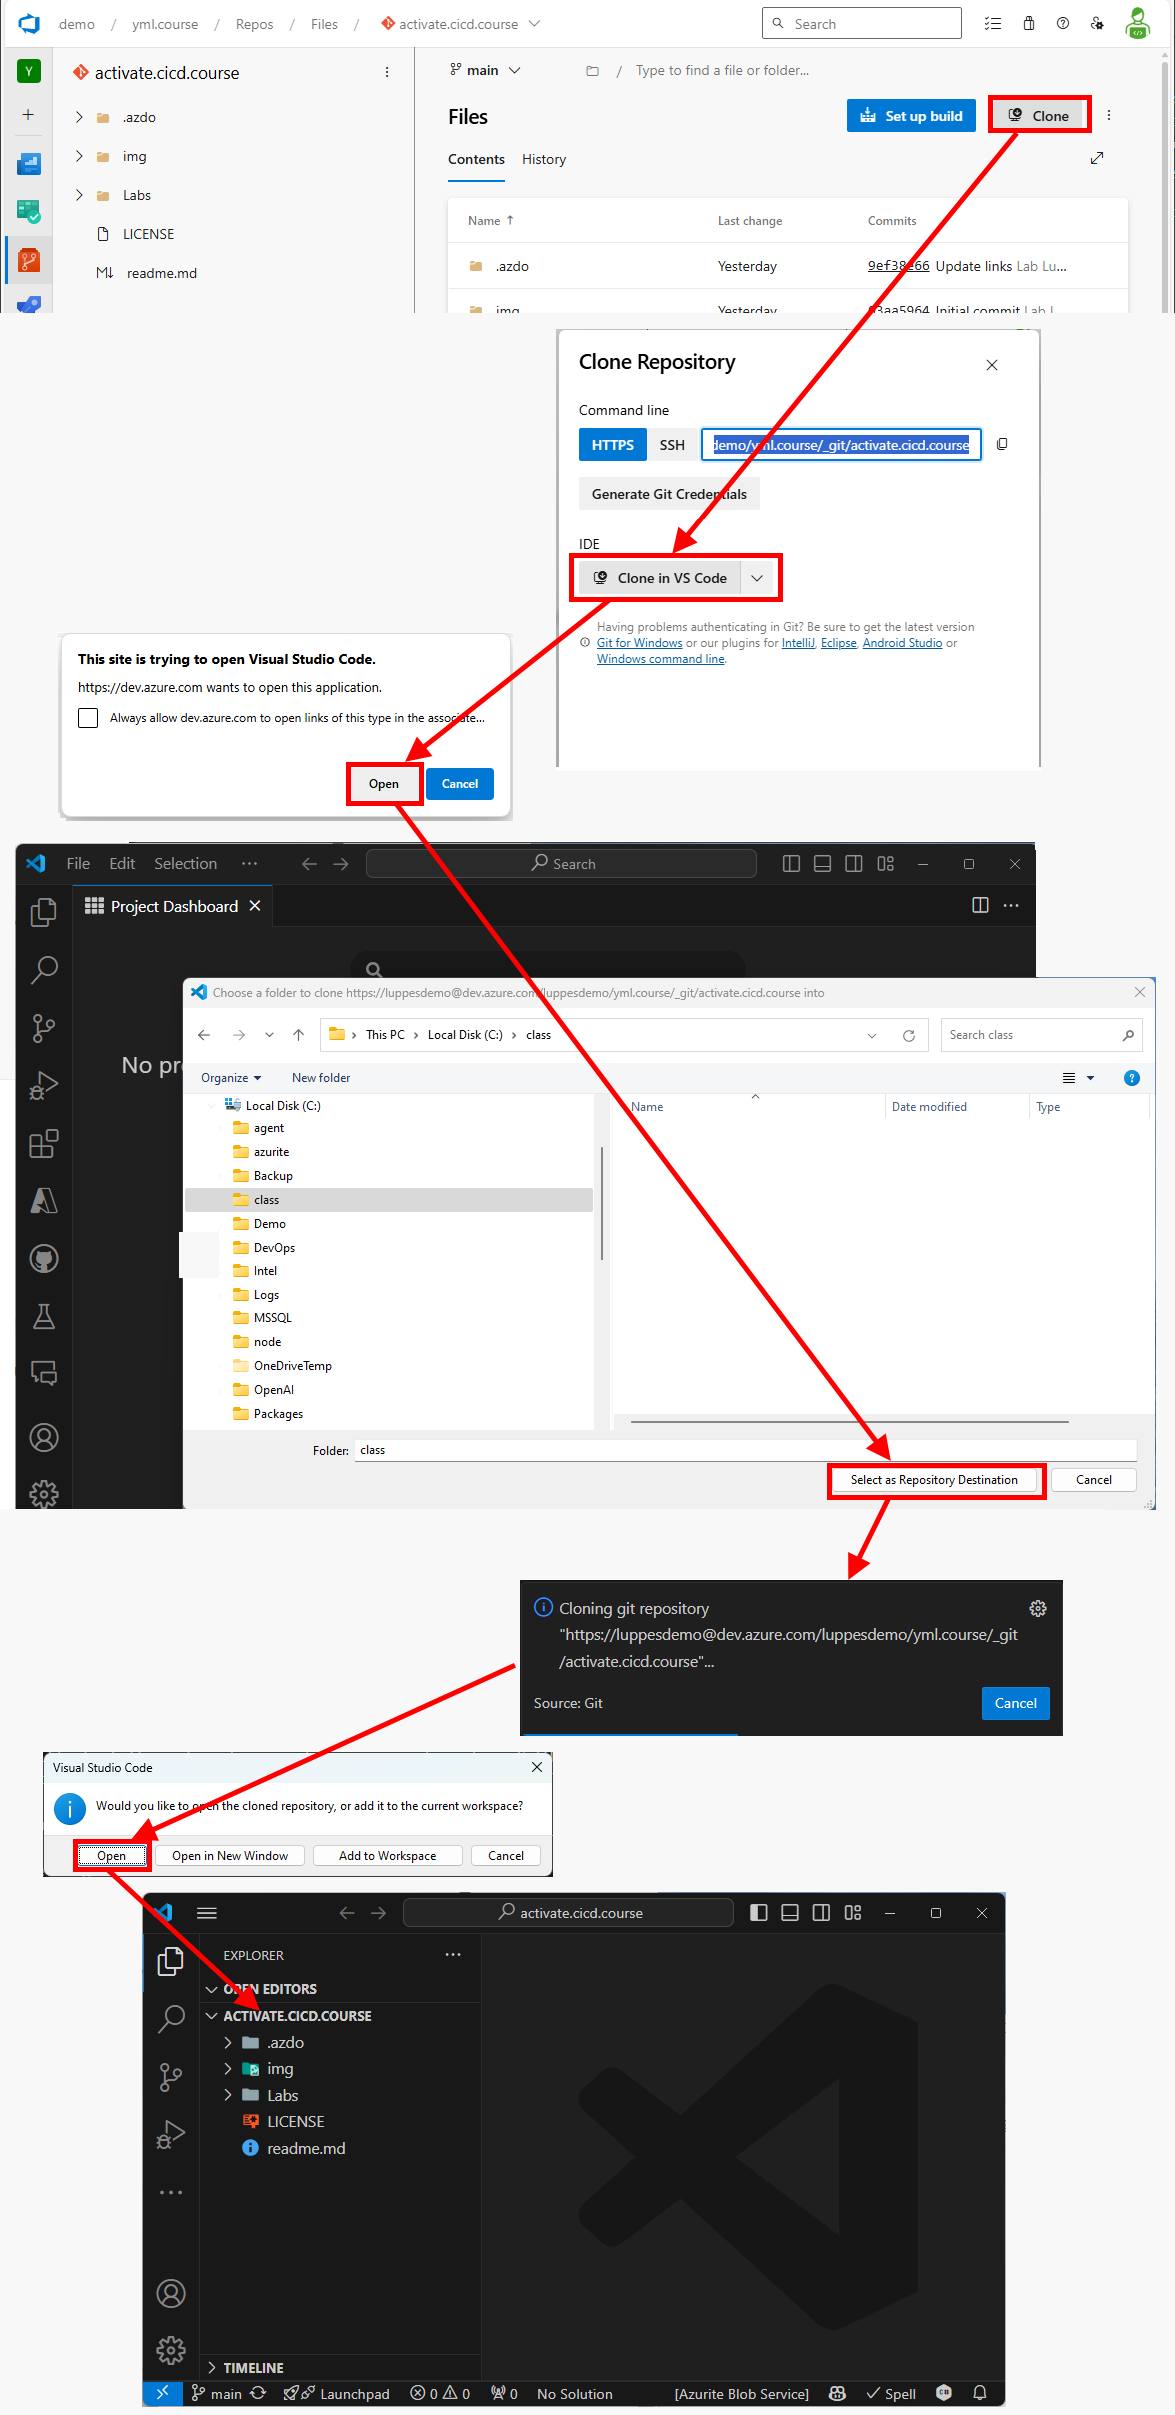 demo / yml.course / Repos / Files / activate.cicd.course
Search
Y
activate.cicd.course
.azdo
img
Labs
LICENSE
readme.md
main
/ Type to find a file or folder...
Files
Set up build
Clone
Contents
History
Name ↑
Last change
Commits
.azdo
Yesterday
9ef38e66 Update links Lab Lu...
img
Yesterday
Initial commit
Clone Repository
Command line
HTTPS
SSH
demo/yml.course/_git/activate.cicd.course
Generate Git Credentials
IDE
Clone in VS Code
Having problems authenticating in Git? Be sure to get the latest version
Git for Windows or our plugins for IntelliJ, Eclipse, Android Studio or
Windows command line.
This site is trying to open Visual Studio Code.
https://dev.azure.com wants to open this application.
Always allow dev.azure.com to open links of this type in the associate...
Open
Cancel
File Edit Selection ···
Search
Project Dashboard
No pr
Choose a folder to clone https://luppesdemo@dev.azure.com/luppesdemo/yml.course/_git/activate.cicd.course into
This PC > Local Disk (C:) > class
Search class
Organize
New folder
Local Disk (C:)
agent
azurite
Backup
class
Demo
DevOps
Intel
Logs
MSSQL
node
OneDriveTemp
OpenAI
Packages
Name
Date modified
Type
Folder: class
Select as Repository Destination
Cancel
Cloning git repository
"https://luppesdemo@dev.azure.com/luppesdemo/yml.course/_git
/activate.cicd.course"...
Source: Git
Cancel
Visual Studio Code
Would you like to open the cloned repository, or add it to the current workspace?
Open
Open in New Window
Add to Workspace
Cancel
activate.cicd.course
EXPLORER
OPEN EDITORS
ACTIVATE.CICD.COURSE
.azdo
img
Labs
LICENSE
readme.md
TIMELINE
main Launchpad 0 0 0 No Solution [Azurite Blob Service] Spell